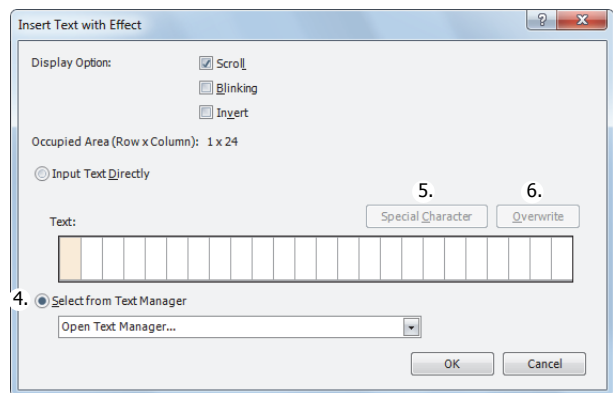 Insert Text with Effect
Display Option:
Scroll
Blinking
Invert
Occupied Area (Row x Column): 1 x 24
Input Text Directly
5.
6.
Text:
Special Character
Overwrite
4.
Select from Text Manager
Open Text Manager...
OK
Cancel